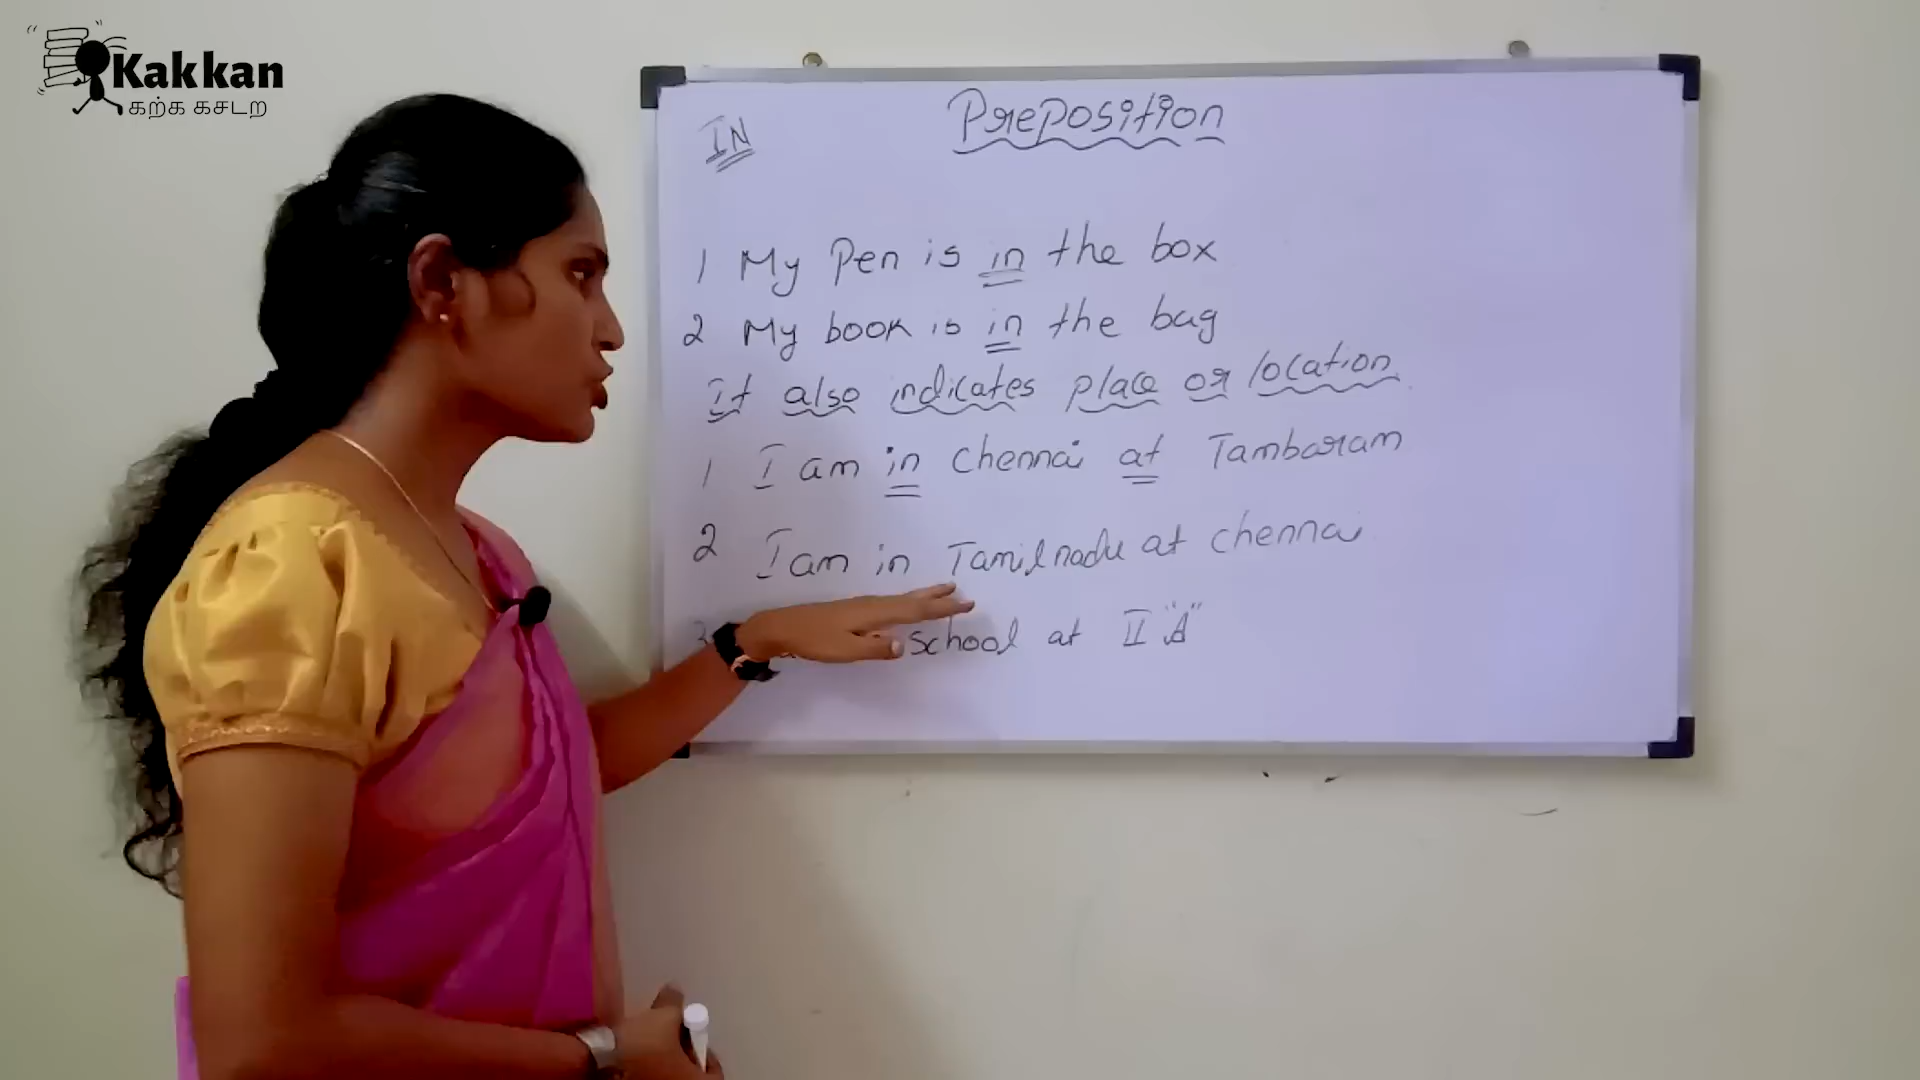 Kakkan
கற்க கசடற
Preposition
IN
1 My Pen is in the box
2 My book is in the bag
It also indicates place or location
1 I am in Chennai at Tambaram
2 I am in Tamilnadu at chennai
3 school at II "A"